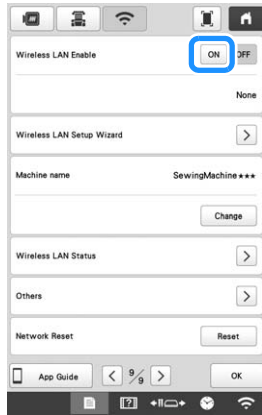 Wireless LAN Enable ON OFF
None
Wireless LAN Setup Wizard
Machine name SewingMachine★★★
Change
Wireless LAN Status
Others
Network Reset Reset
App Guide 9/9 OK